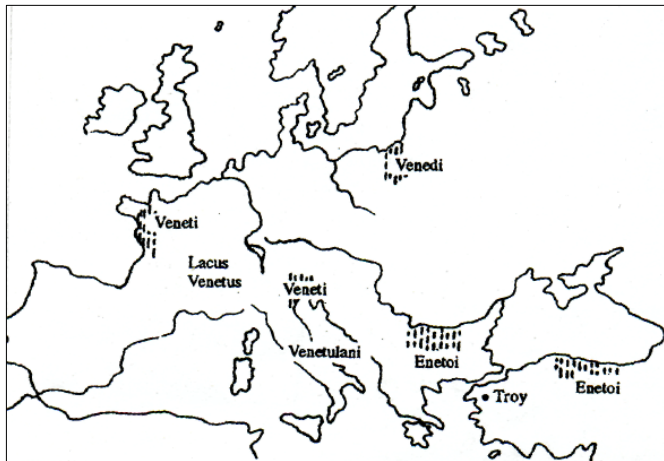 Venedi
Veneti
Lacus
Venetus
Veneti
Venetulani
Enetoi
Enetoi
Troy